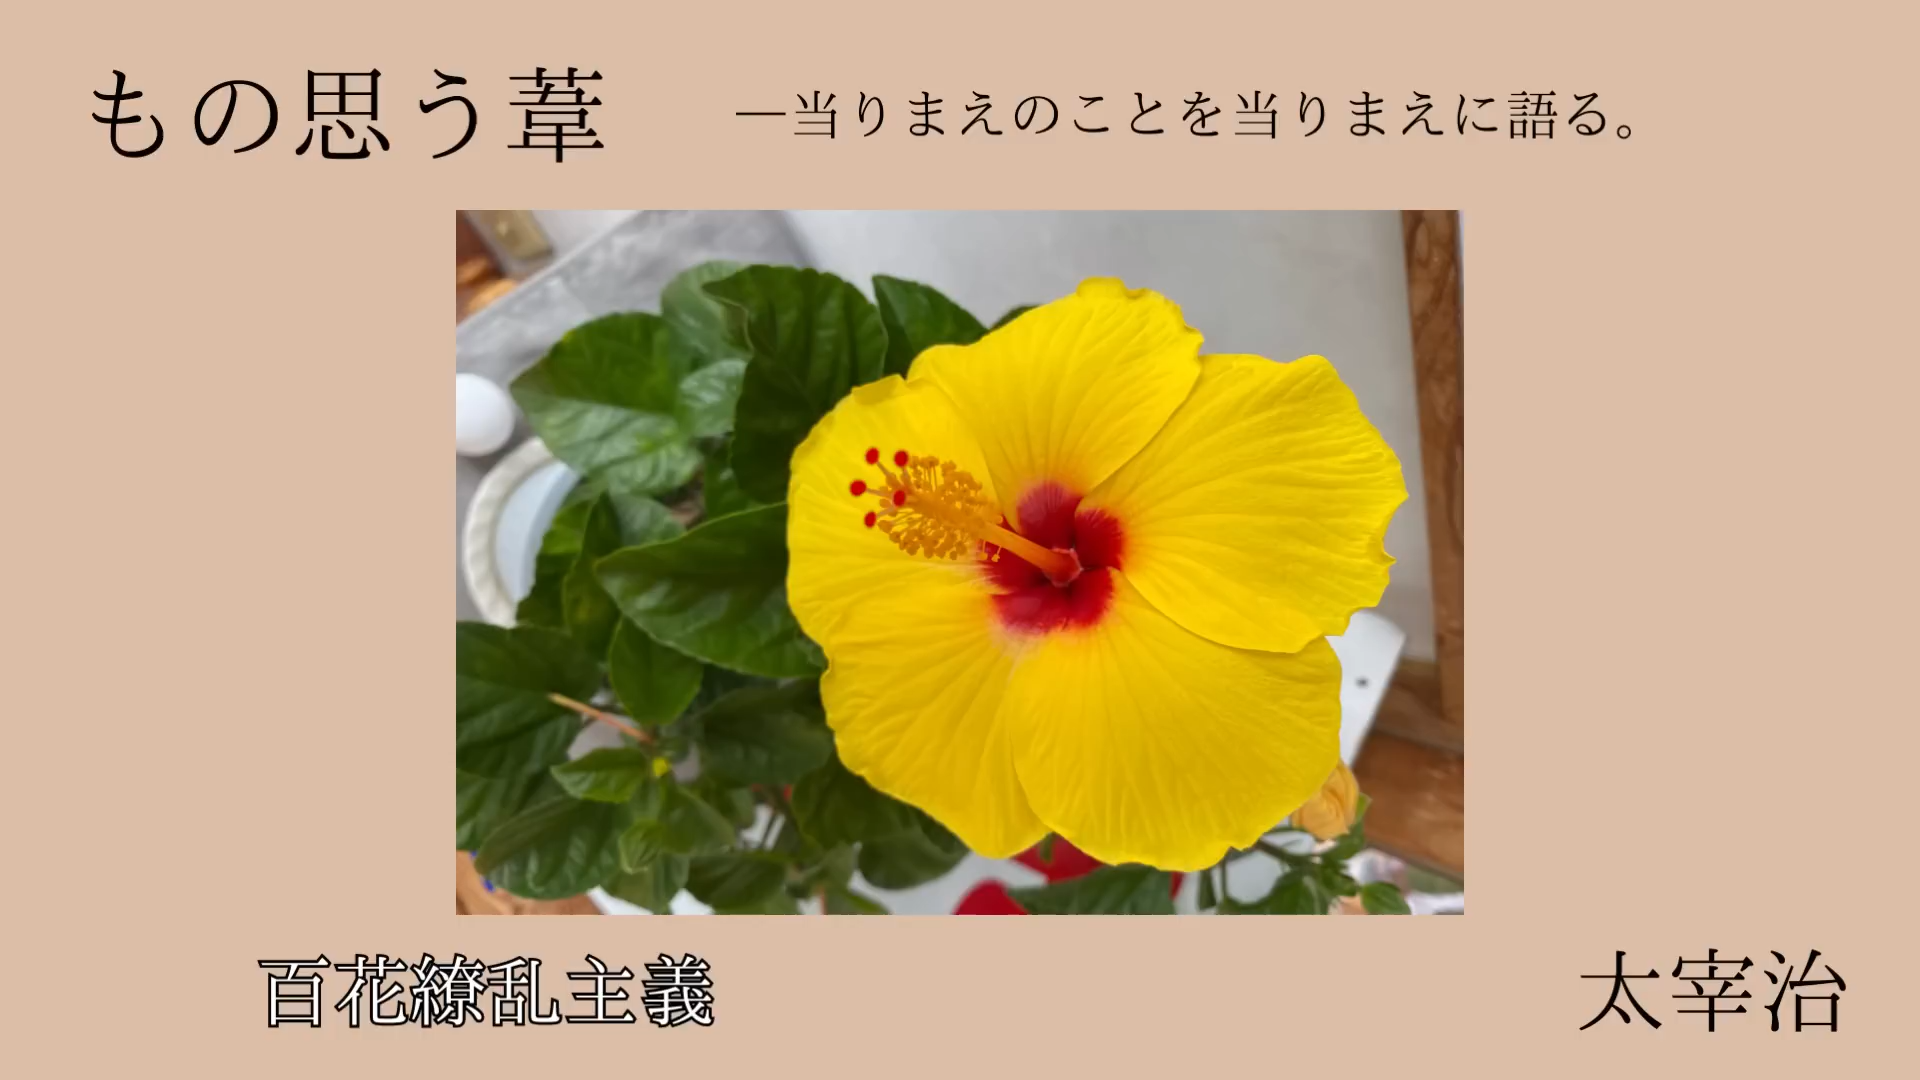 もの思う葦
―当りまえのことを当りまえに語る。
百花繚乱主義
太宰治